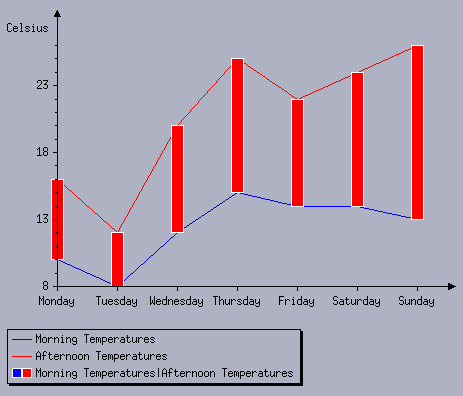 Celsius
23
18
13
8
Monday Tuesday Wednesday Thursday Friday Saturday Sunday
Morning Temperatures
Afternoon Temperatures
Morning Temperatures|Afternoon Temperatures